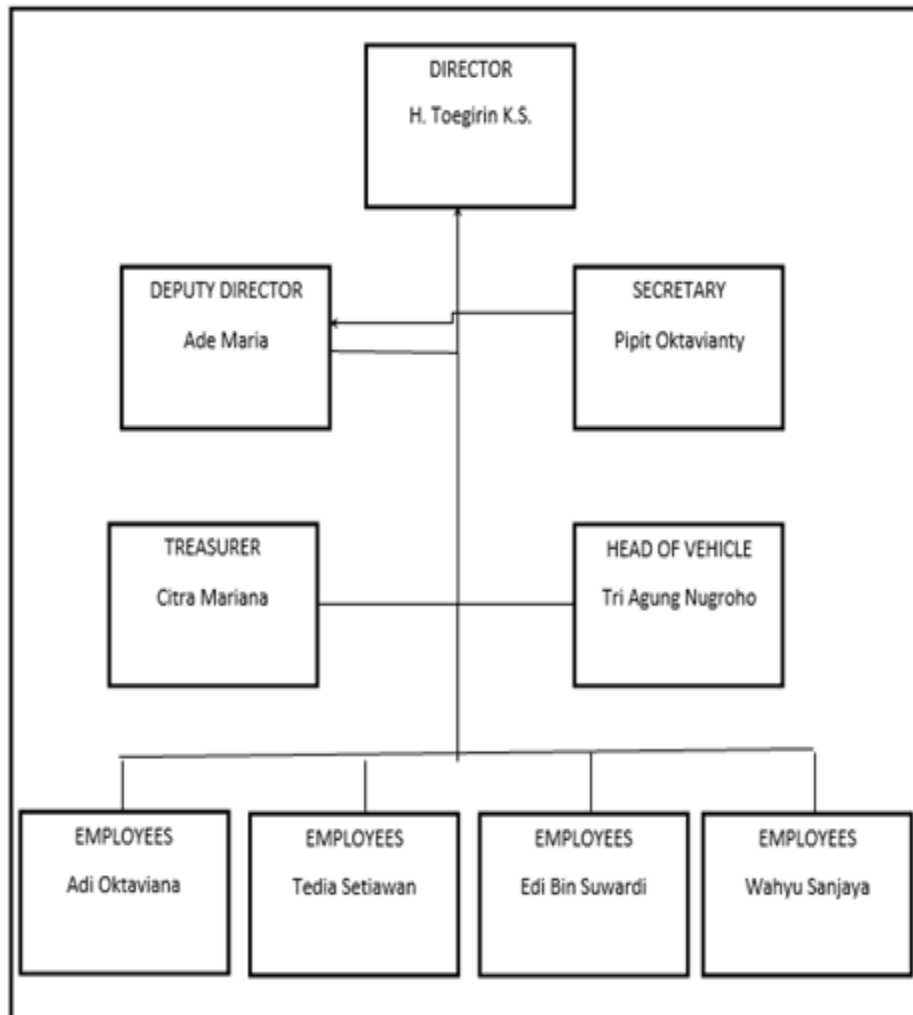 DIRECTOR
H. Toegirin K.S.
DEPUTY DIRECTOR
Ade Maria
SECRETARY
Pipit Oktavianty
TREASURER
Citra Mariana
HEAD OF VEHICLE
Tri Agung Nugroho
EMPLOYEES
Adi Oktaviana
EMPLOYEES
Tedia Setiawan
EMPLOYEES
Edi Bin Suwardi
EMPLOYEES
Wahyu Sanjaya